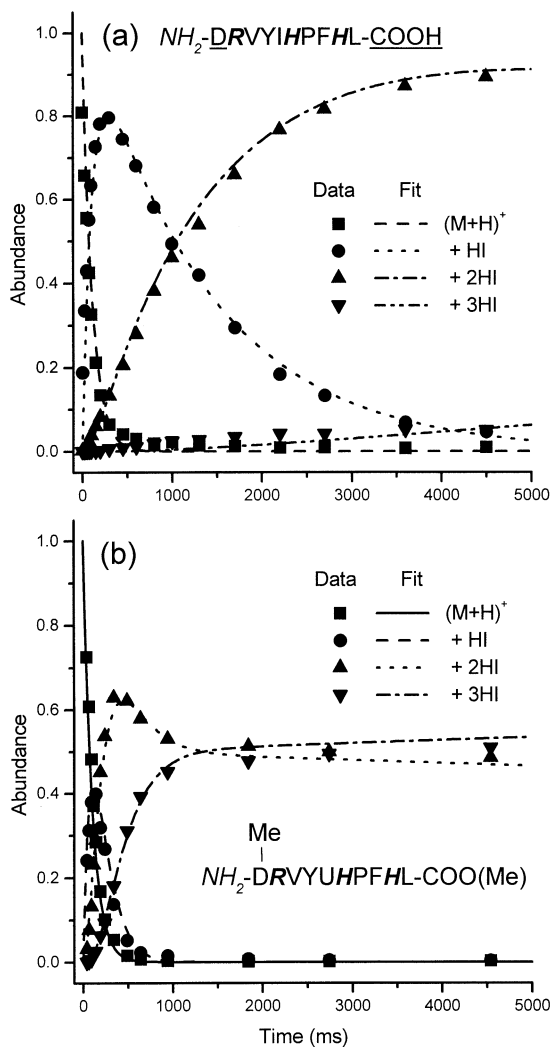 (a) NH2-DRVYIHPFHL-COOH
1.0
0.8
0.6
0.4
0.2
0.0
Abundance
Data Fit
(M+H)+
+ HI
+ 2HI
+ 3HI
0 1000 2000 3000 4000 5000
(b)
1.0
0.8
0.6
0.4
0.2
0.0
Abundance
Data Fit
(M+H)+
+ HI
+ 2HI
+ 3HI
Me
NH2-DRVYUHPFHL-COO(Me)
0 1000 2000 3000 4000 5000
Time (ms)